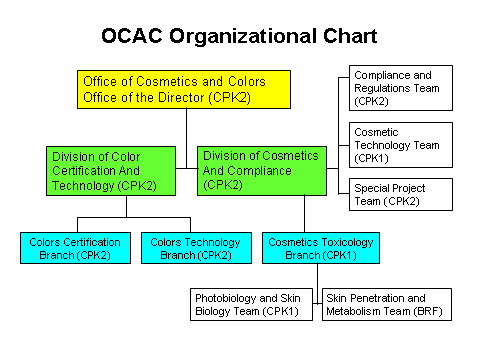 OCAC Organizational Chart
Office of Cosmetics and Colors
Office of the Director (CPK2)
Compliance and
Regulations Team
(CPK2)
Cosmetic
Technology Team
(CPK1)
Special Project
Team (CPK2)
Division of Color
Certification And
Technology (CPK2)
Division of Cosmetics
And Compliance
(CPK2)
Colors Certification
Branch (CPK2)
Colors Technology
Branch (CPK2)
Cosmetics Toxicology
Branch (CPK1)
Photobiology and Skin
Biology Team (CPK1)
Skin Penetration and
Metabolism Team (BRF)